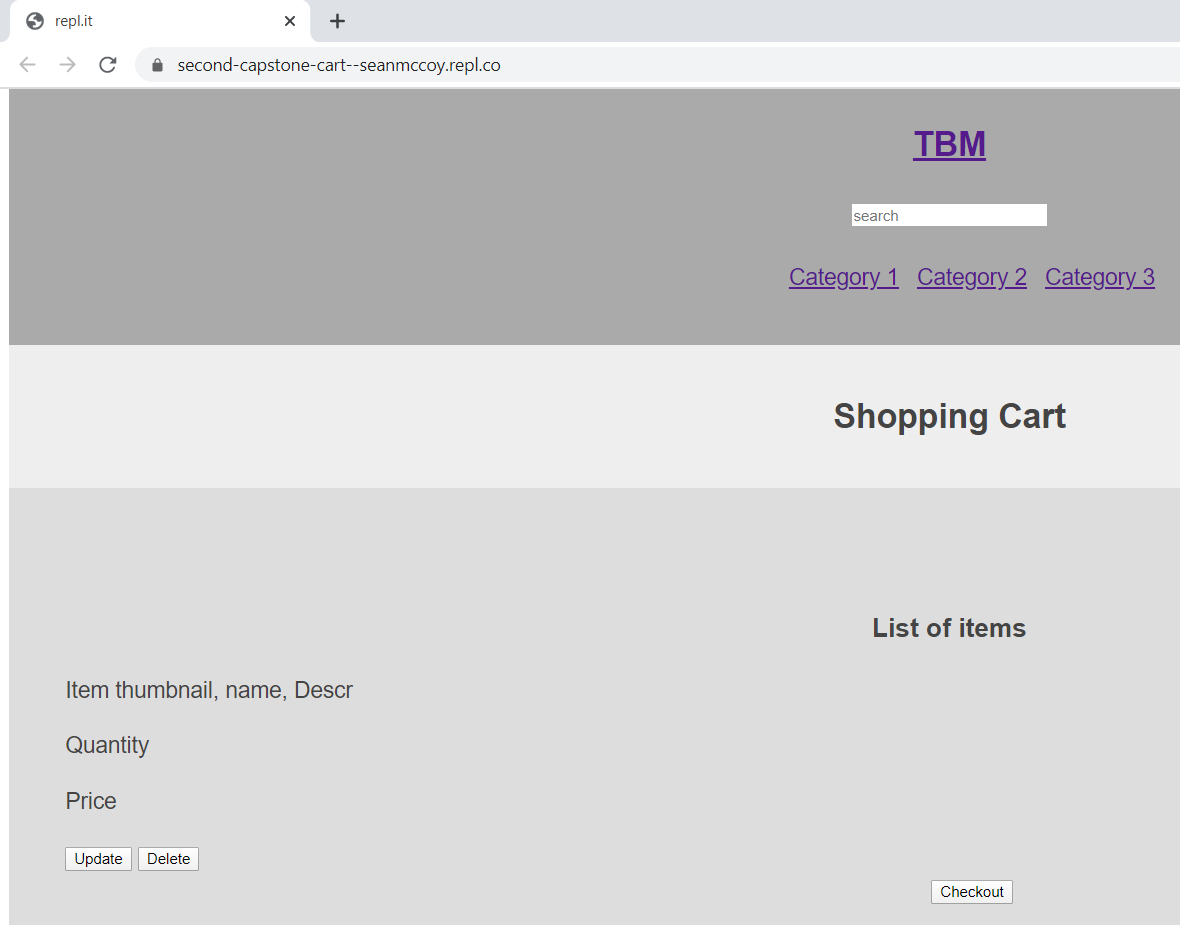 repl.it
second-capstone-cart--seanmccoy.repl.co
TBM
search
Category 1 Category 2 Category 3
Shopping Cart
List of items
Item thumbnail, name, Descr
Quantity
Price
Update Delete
Checkout